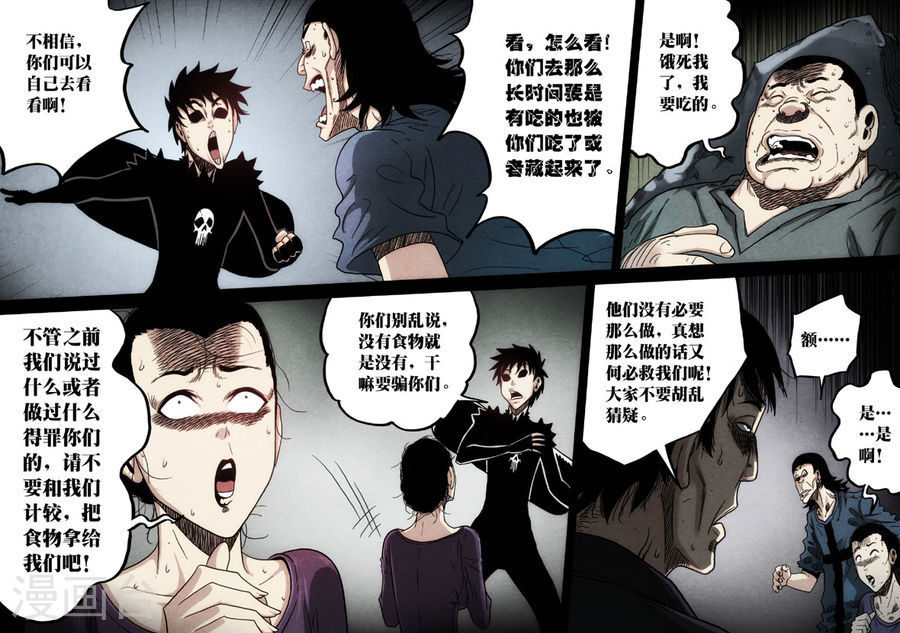 不相信，
你们可以
自己去看
看啊！
看，怎么看！
你们去那么
长时间要是
有吃的也被
你们吃了或
者藏起来了。
是啊！
饿死我
了，我
要吃的。
不管之前
我们说过
什么或者
做过什么
得罪你们
的，请不
要和我们
计较，把
食物拿给
我们吧！
你们别乱说，
没有食物就
是没有，干
嘛要骗你们。
他们没有必要
那么做，真想
那么做的话又
何必救我们呢！
大家不要胡乱
猜疑。
额……
是…
…是
啊！
漫画台